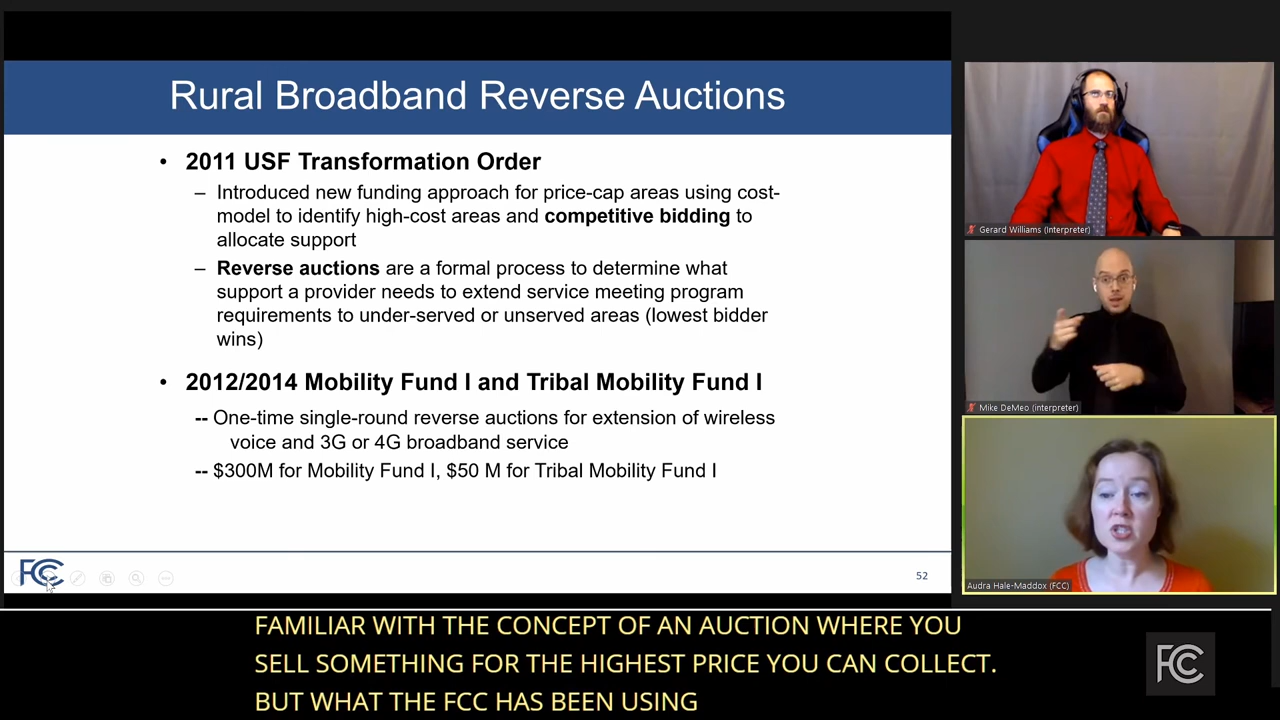 Rural Broadband Reverse Auctions
• 2011 USF Transformation Order
– Introduced new funding approach for price-cap areas using cost-
model to identify high-cost areas and competitive bidding to
allocate support
– Reverse auctions are a formal process to determine what
support a provider needs to extend service meeting program
requirements to under-served or unserved areas (lowest bidder
wins)
• 2012/2014 Mobility Fund I and Tribal Mobility Fund I
-- One-time single-round reverse auctions for extension of wireless
voice and 3G or 4G broadband service
-- $300M for Mobility Fund I, $50 M for Tribal Mobility Fund I
FCC
52
Gerard Williams (Interpreter)
Mike DeMeo (interpreter)
Audra Hale-Maddox (FCC)
FAMILIAR WITH THE CONCEPT OF AN AUCTION WHERE YOU
SELL SOMETHING FOR THE HIGHEST PRICE YOU CAN COLLECT.
BUT WHAT THE FCC HAS BEEN USING
FCC